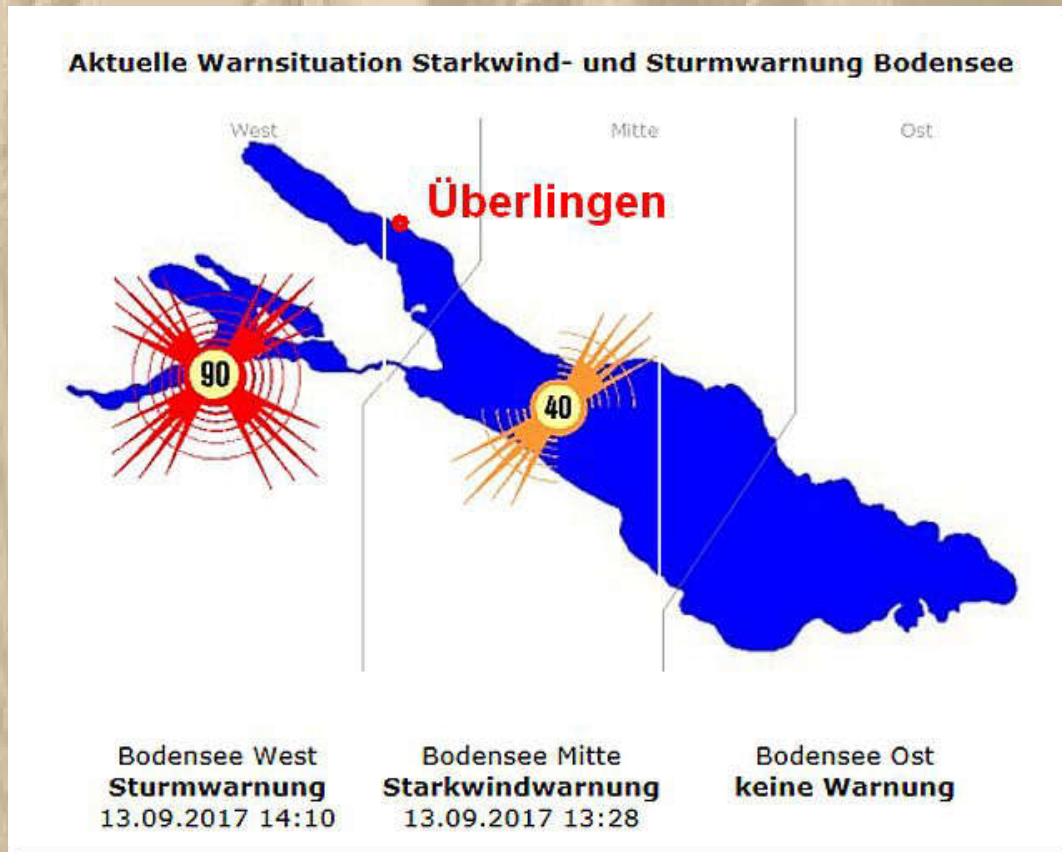 Aktuelle Warnsituation Starkwind- und Sturmwarnung Bodensee
West
Mitte
Ost
Überlingen
90
40
Bodensee West
Sturmwarnung
13.09.2017 14:10
Bodensee Mitte
Starkwindwarnung
13.09.2017 13:28
Bodensee Ost
keine Warnung